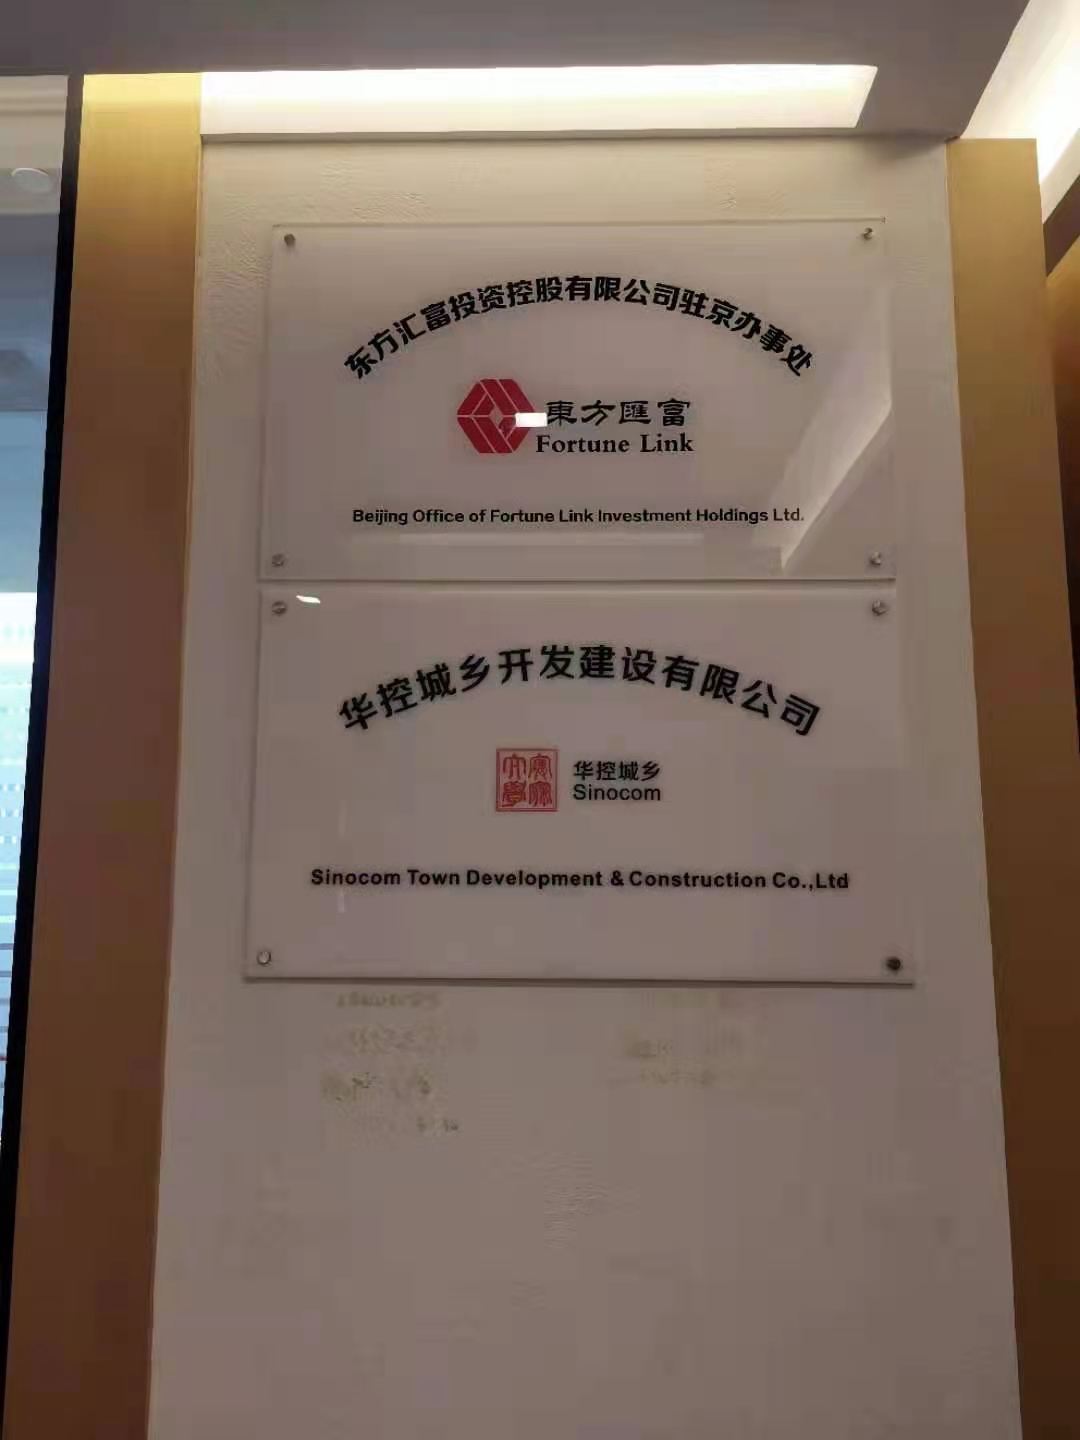 东方汇富投资控股有限公司驻京办事处
東方匯富
Fortune Link
Beijing Office of Fortune Link Investment Holdings Ltd.
华控城乡开发建设有限公司
华控城乡
Sinocom
Sinocom Town Development & Construction Co.,Ltd